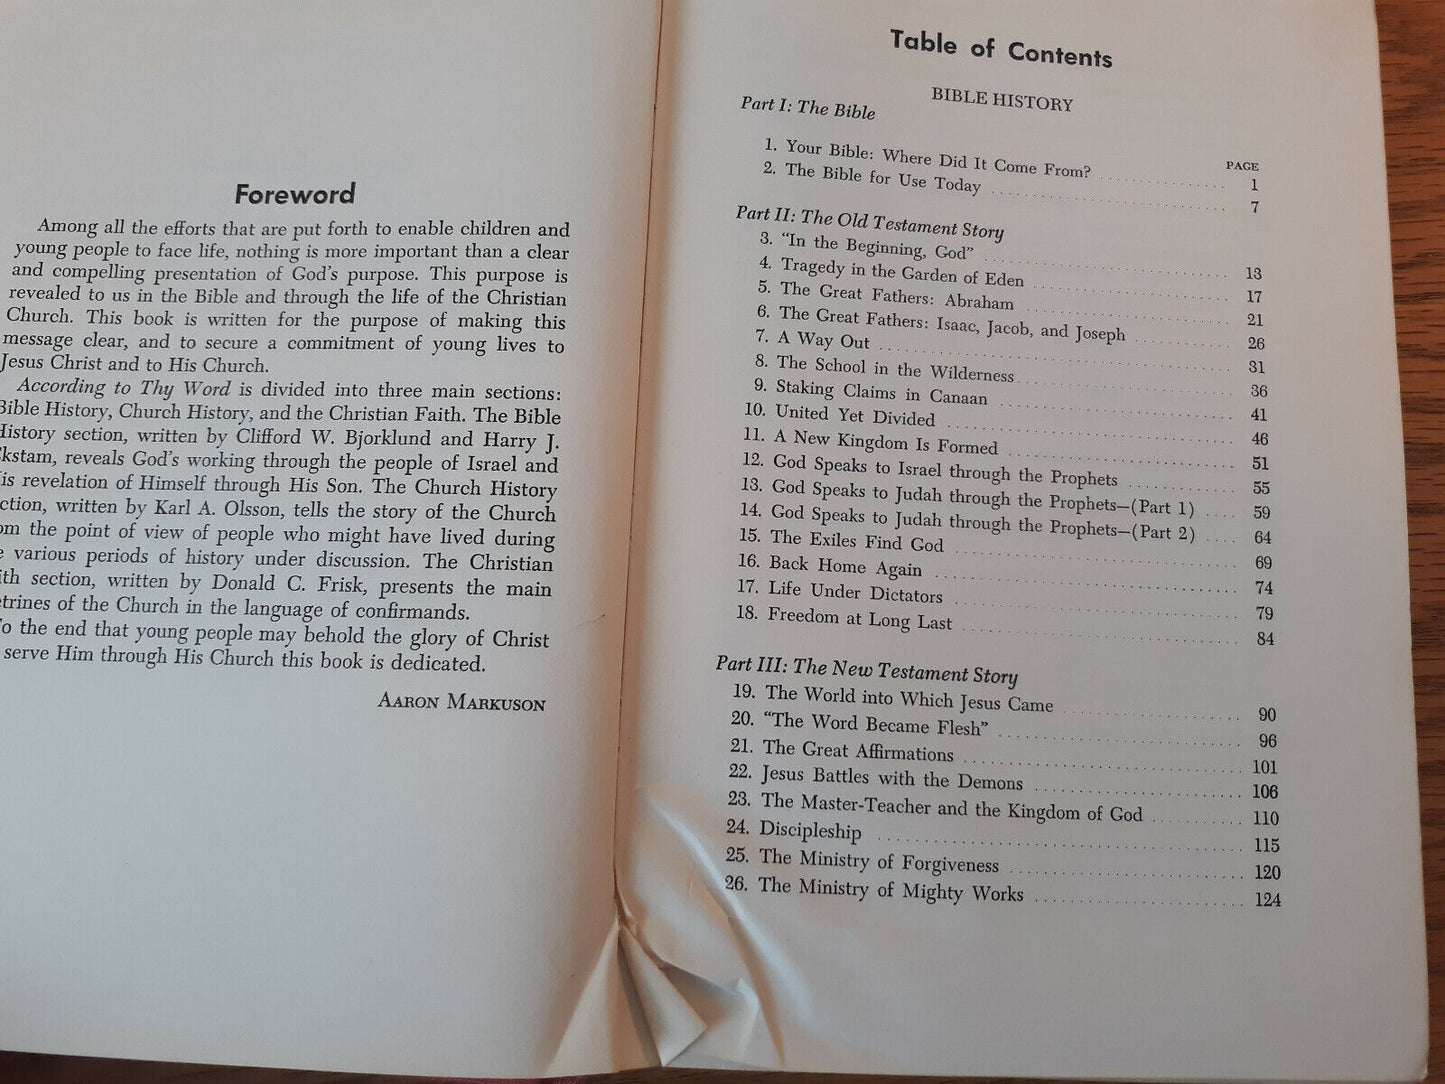 Foreword
Among all the efforts that are put forth to enable children and
young people to face life, nothing is more important than a clear
and compelling presentation of God's purpose. This purpose is
revealed to us in the Bible and through the life of the Christian
Church. This book is written for the purpose of making this
message clear, and to secure a commitment of young lives to
Jesus Christ and to His Church.
According to Thy Word is divided into three main sections:
Bible History, Church History, and the Christian Faith. The Bible
History section, written by Clifford W. Bjorklund and Harry J.
kstam, reveals God's working through the people of Israel and
is revelation of Himself through His Son. The Church History
ction, written by Karl A. Olsson, tells the story of the Church
om the point of view of people who might have lived during
e various periods of history under discussion. The Christian
ith section, written by Donald C. Frisk, presents the main
ctrines of the Church in the language of confirmands.
To the end that young people may behold the glory of Christ
serve Him through His Church this book is dedicated.
AARON MARKUSON
Table of Contents
BIBLE HISTORY
Part I: The Bible
PAGE
1. Your Bible: Where Did It Come From? 1
2. The Bible for Use Today 7
Part II: The Old Testament Story
3. "In the Beginning, God" 13
4. Tragedy in the Garden of Eden 17
5. The Great Fathers: Abraham 21
6. The Great Fathers: Isaac, Jacob, and Joseph 26
7. A Way Out 31
8. The School in the Wilderness 36
9. Staking Claims in Canaan 41
10. United Yet Divided 46
11. A New Kingdom Is Formed 51
12. God Speaks to Israel through the Prophets 55
13. God Speaks to Judah through the Prophets—(Part 1) 59
14. God Speaks to Judah through the Prophets—(Part 2) 64
15. The Exiles Find God 69
16. Back Home Again 74
17. Life Under Dictators 79
18. Freedom at Long Last 84
Part III: The New Testament Story
19. The World into Which Jesus Came 90
20. "The Word Became Flesh" 96
21. The Great Affirmations 101
22. Jesus Battles with the Demons 106
23. The Master-Teacher and the Kingdom of God 110
24. Discipleship 115
25. The Ministry of Forgiveness 120
26. The Ministry of Mighty Works 124